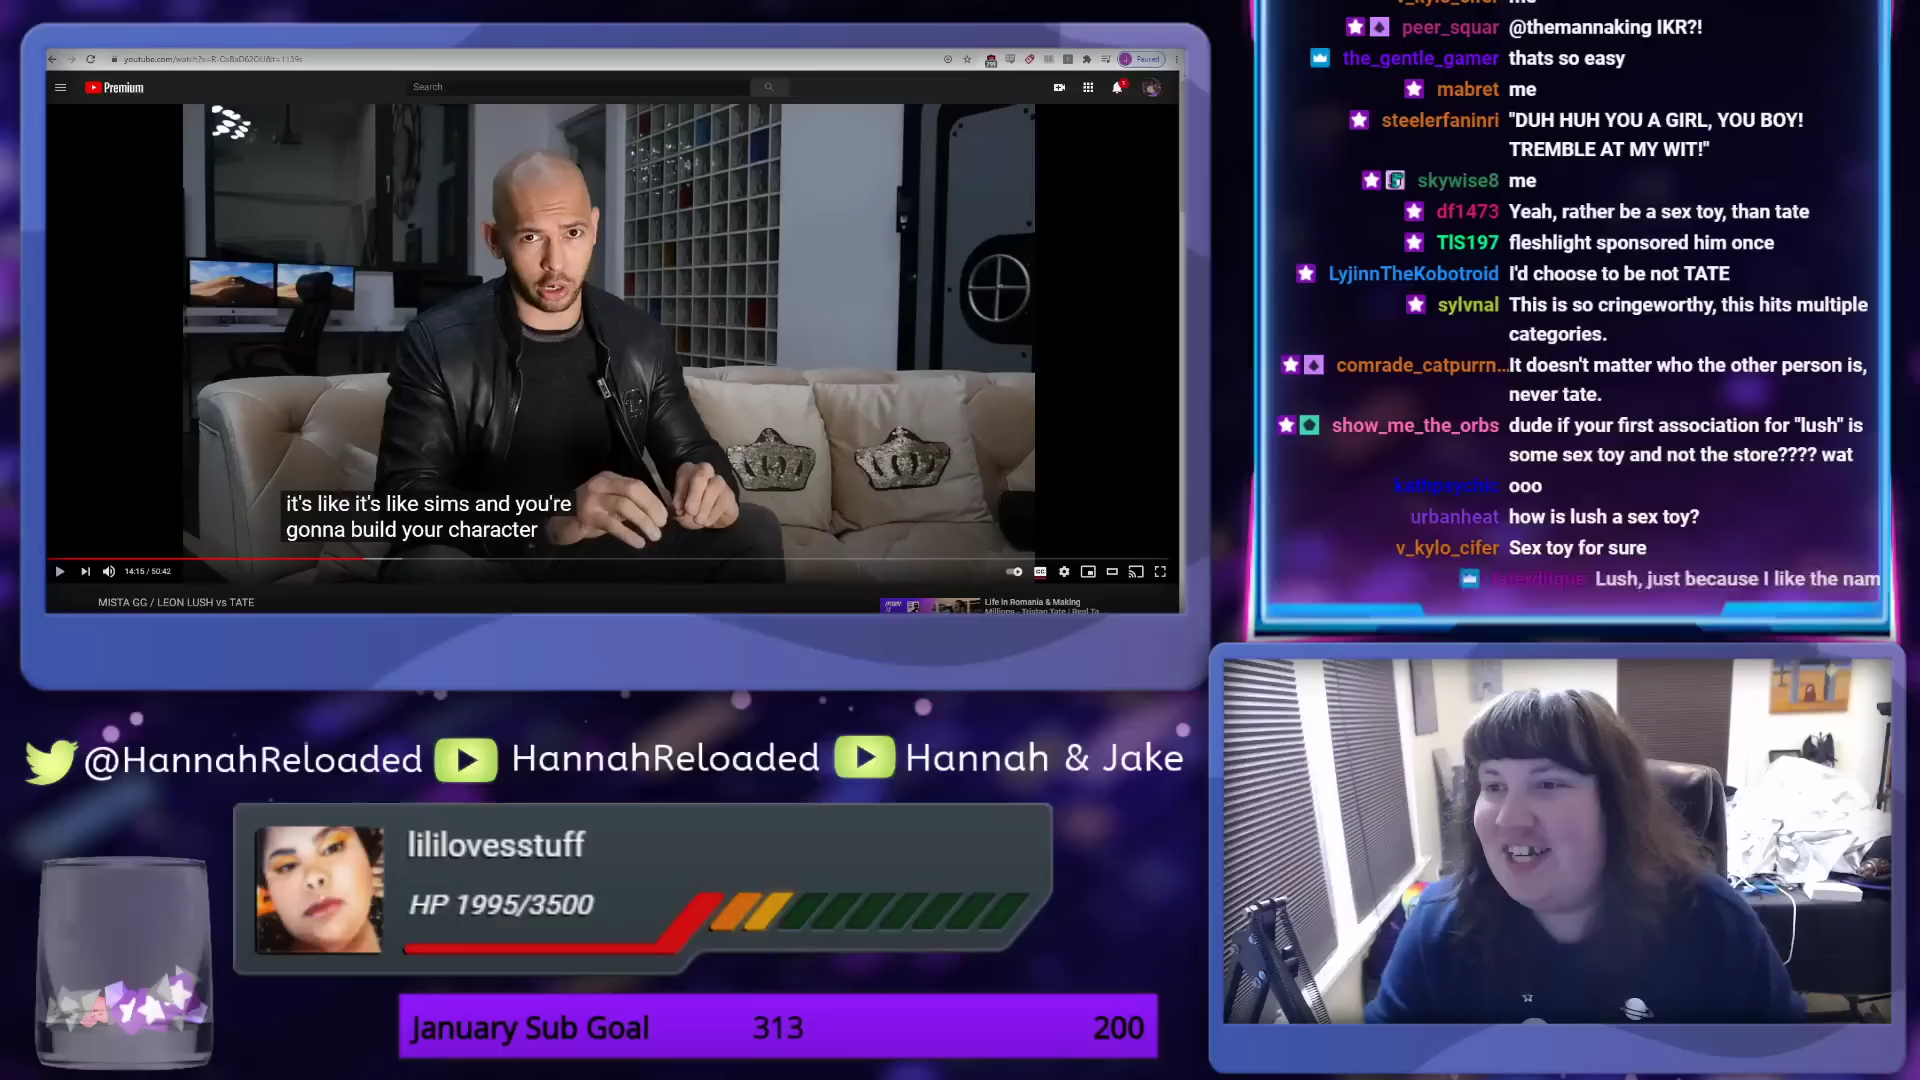 Paused
Premium
Search
it's like it's like sims and you're
gonna build your character
14:15 / 50:42
MISTA GG / LEON LUSH vs TATE
Life in Romania & Making
me
peer_squar @themannaking IKR?!
the_gentle_gamer thats so easy
mabret me
steelerfaninri "DUH HUH YOU A GIRL, YOU BOY!
TREMBLE AT MY WIT!"
skywise8 me
df1473 Yeah, rather be a sex toy, than tate
TlS197 fleshlight sponsored him once
LyjinnTheKobotroid I'd choose to be not TATE
sylvnal This is so cringeworthy, this hits multiple
categories.
comrade_catpurrn... It doesn't matter who the other person is,
never tate.
show_me_the_orbs dude if your first association for "lush" is
some sex toy and not the store???? wat
kathpsychic ooo
urbanheat how is lush a sex toy?
v_kylo_cifer Sex toy for sure
Lush, just because I like the nam
@HannahReloaded HannahReloaded Hannah & Jake
lililovesstuff
HP 1995/3500
January Sub Goal 313 200